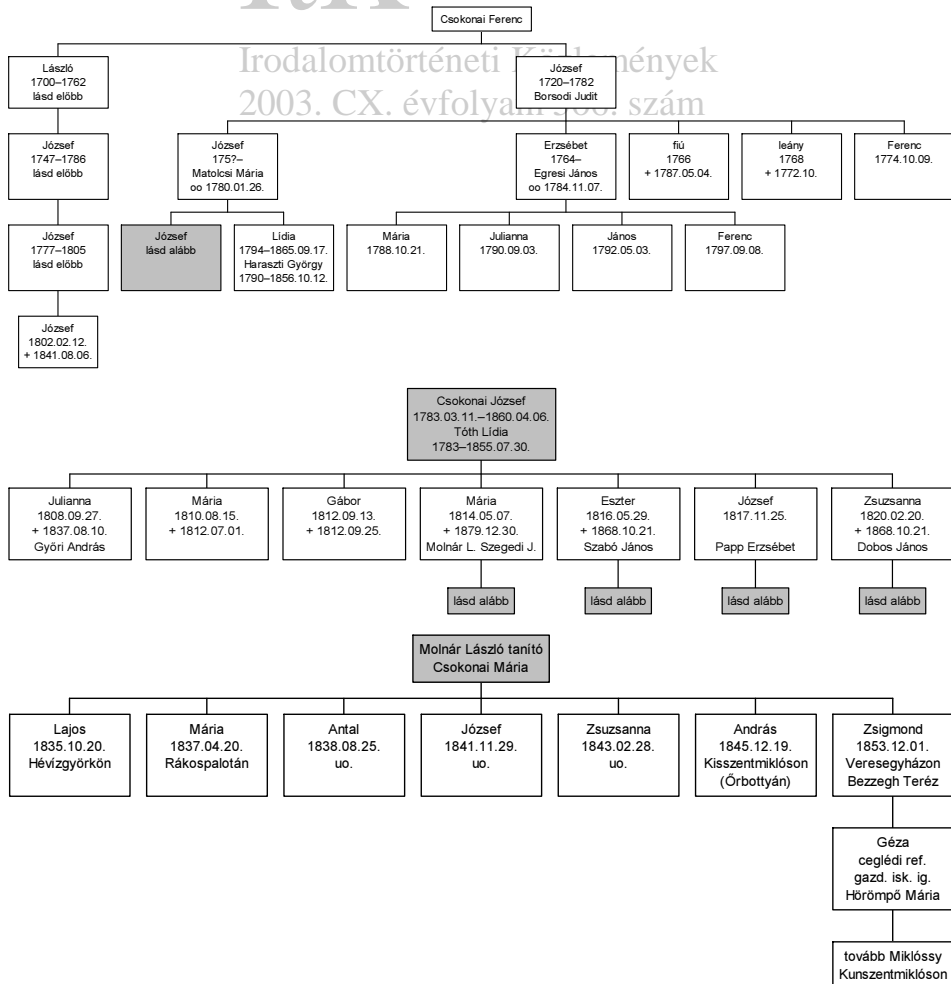 Irodalomtörténeti Közlemények
2003. CX. évfolyam
szám
Csokonai Ferenc
László
1700–1762
lásd előbb
József
1720–1782
Borsodi Judit
József
1747–1786
lásd előbb
József
175?–
Matolcsi Mária
oo 1780.01.26.
Erzsébet
1764–
Egresi János
oo 1784.11.07.
fiú
1766
+ 1787.05.04.
leány
1768
+ 1772.10.
Ferenc
1774.10.09.
József
1777–1805
lásd előbb
József
lásd alább
Lídia
1794–1865.09.17.
Haraszti György
1790–1856.10.12.
Mária
1788.10.21.
Julianna
1790.09.03.
János
1792.05.03.
Ferenc
1797.09.08.
József
1802.02.12.
+ 1841.08.06.
Csokonai József
1783.03.11.–1860.04.06.
Tóth Lídia
1783–1855.07.30.
Julianna
1808.09.27.
+ 1837.08.10.
Győri András
Mária
1810.08.15.
+ 1812.07.01.
Gábor
1812.09.13.
+ 1812.09.25.
Mária
1814.05.07.
+ 1879.12.30.
Molnár L. Szegedi J.
Eszter
1816.05.29.
+ 1868.10.21.
Szabó János
József
1817.11.25.
Papp Erzsébet
Zsuzsanna
1820.02.20.
+ 1868.10.21.
Dobos János
lásd alább
lásd alább
lásd alább
lásd alább
Molnár László tanító
Csokonai Mária
Lajos
1835.10.20.
Hévízgyörkön
Mária
1837.04.20.
Rákospalotán
Antal
1838.08.25.
uo.
József
1841.11.29.
uo.
Zsuzsanna
1843.02.28.
uo.
András
1845.12.19.
Kisszentmiklóson
(Őrbottyán)
Zsigmond
1853.12.01.
Veresegyházon
Bezzegh Teréz
Géza
ceglédi ref.
gazd. isk. ig.
Hörömpő Mária
tovább Miklóssy
Kunszentmiklóson